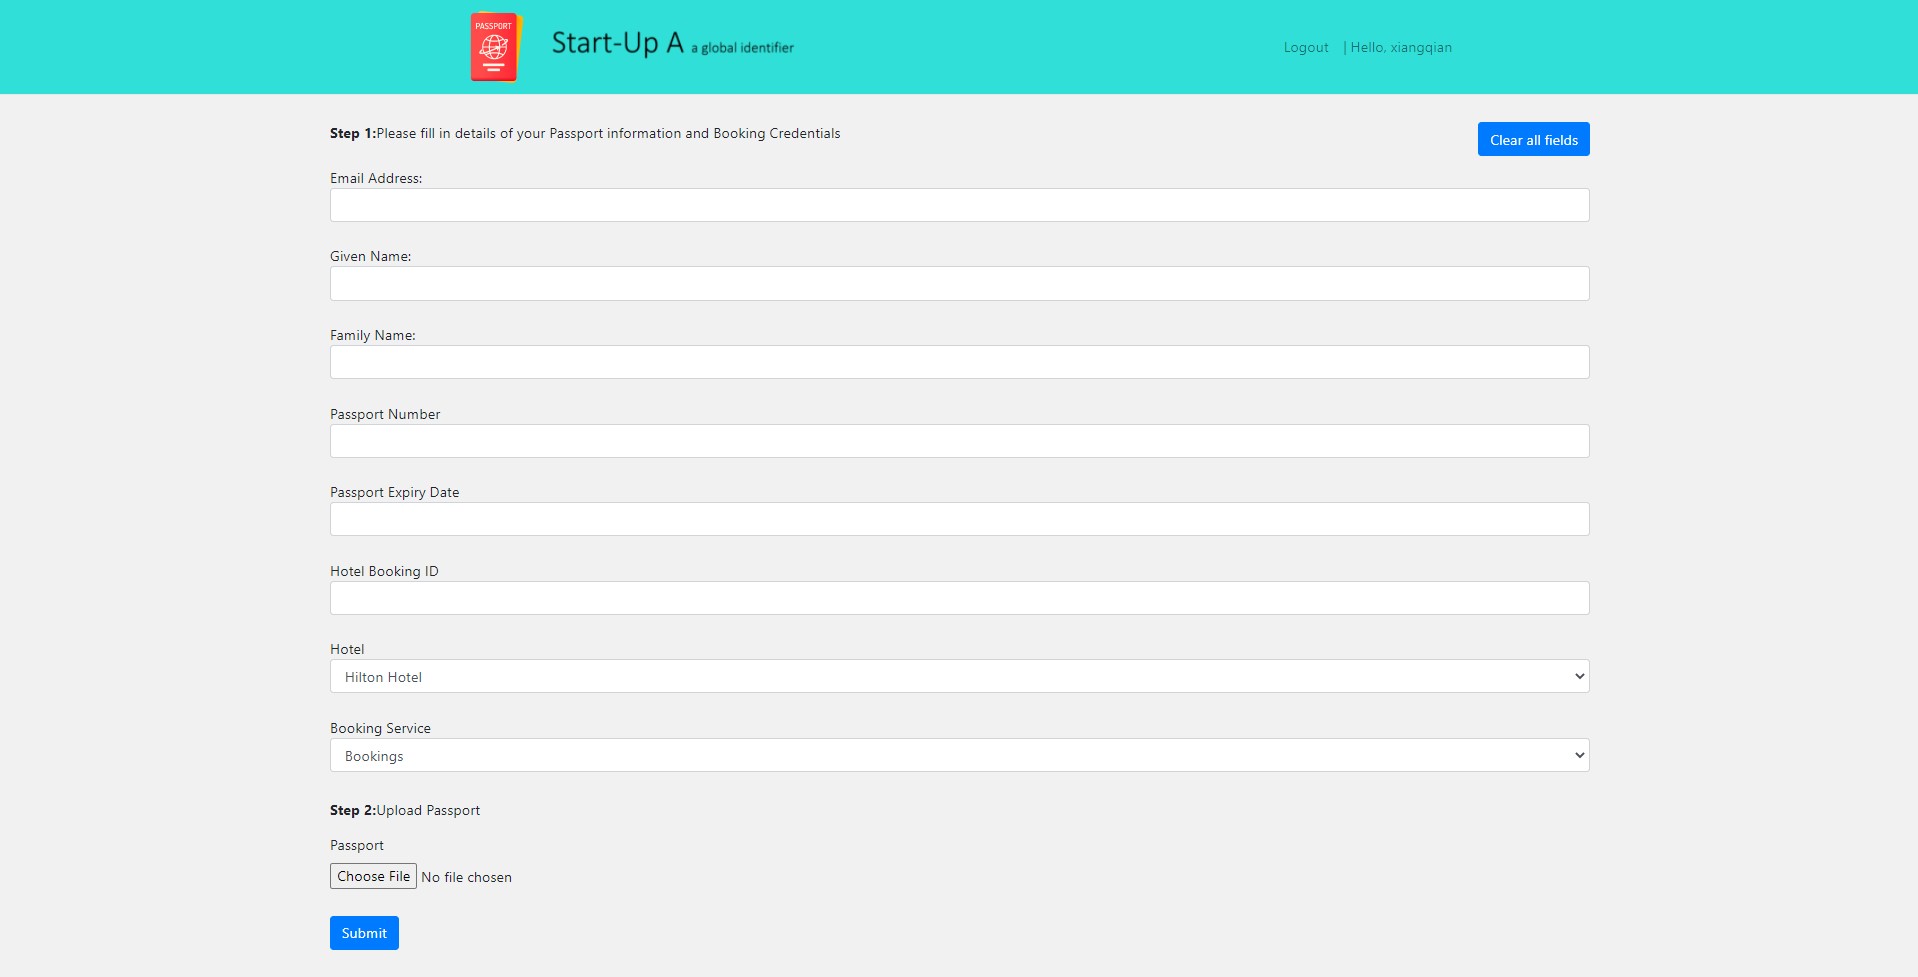 PASSPORT
Start-Up A a global identifier
Logout | Hello, xiangqian
Step 1:Please fill in details of your Passport information and Booking Credentials
Clear all fields
Email Address:
Given Name:
Family Name:
Passport Number
Passport Expiry Date
Hotel Booking ID
Hotel
Hilton Hotel
Booking Service
Bookings
Step 2:Upload Passport
Passport
Choose File No file chosen
Submit